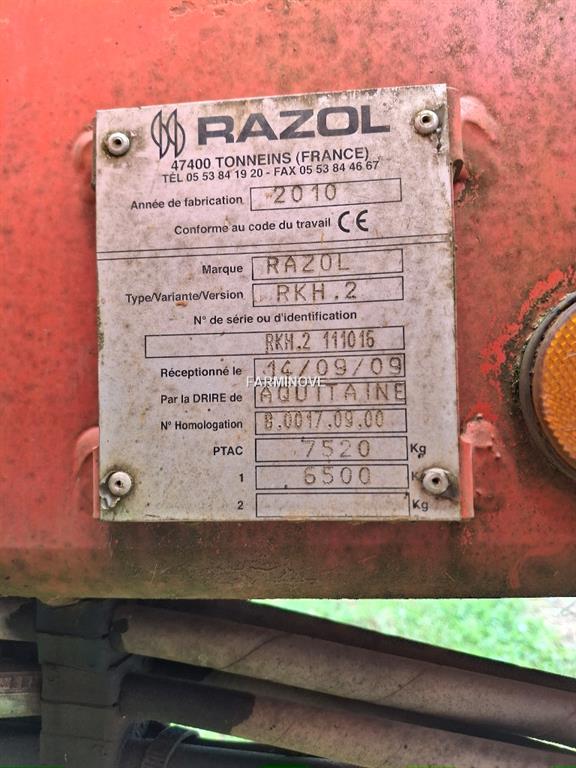 RAZOL
47400 TONNEINS (FRANCE)
TÉL 05 53 84 19 20 - FAX 05 53 84 46 67
Année de fabrication 2010
Conforme au code du travail CE
Marque RAZOL
Type/Variante/Version RKH.2
N° de série ou d'identification
RKH.2 111016
Réceptionné le 14/09/09
FARMINOVE
Par la DRIRE de AQUITAINE
N° Homologation B.0017.09.00
PTAC 7520 Kg
1 6500 Kg
2 Kg